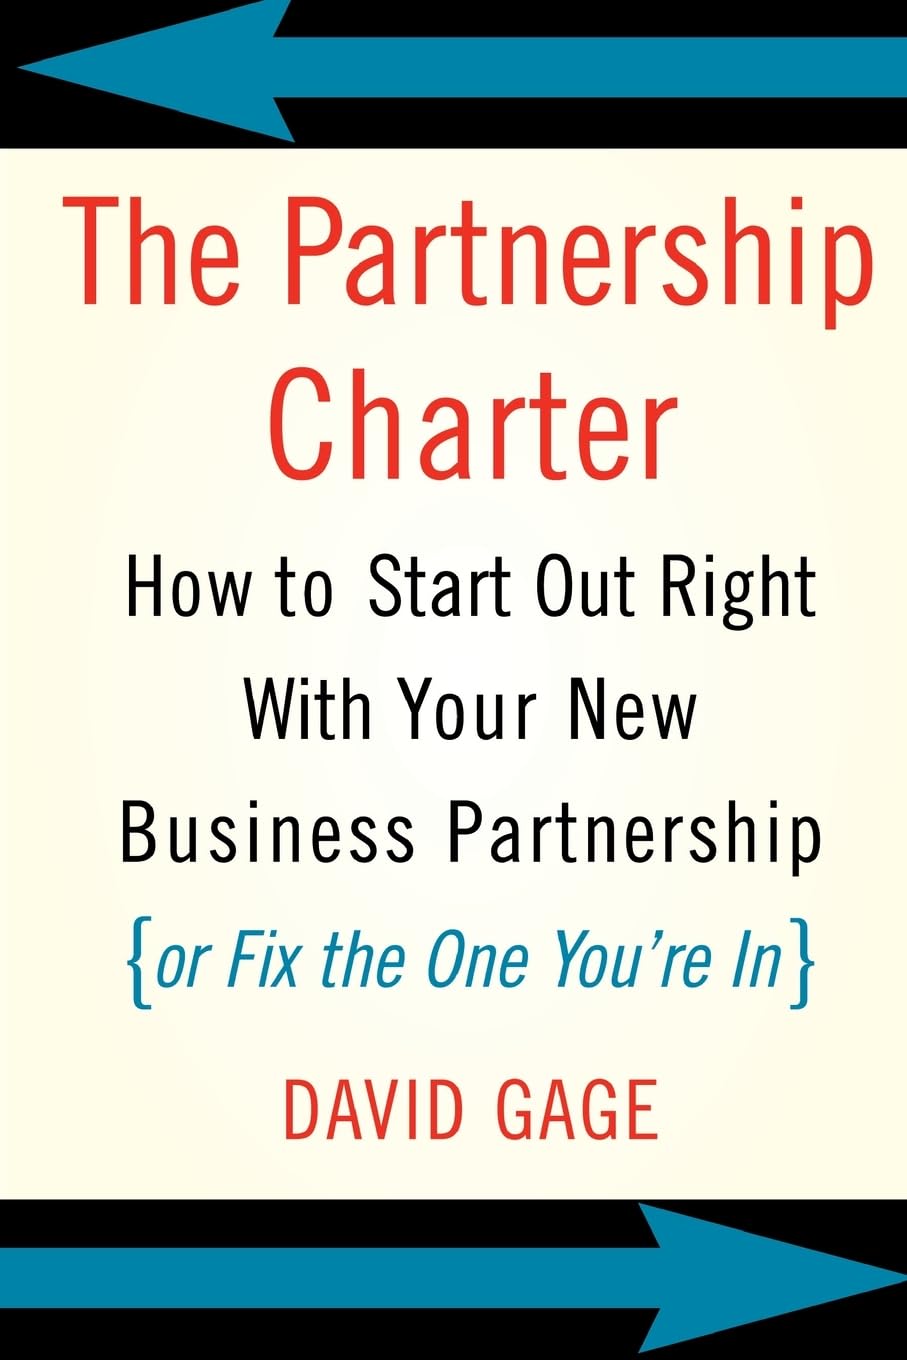 The Partnership
Charter
How to Start Out Right
With Your New
Business Partnership
{or Fix the One You're In}
DAVID GAGE